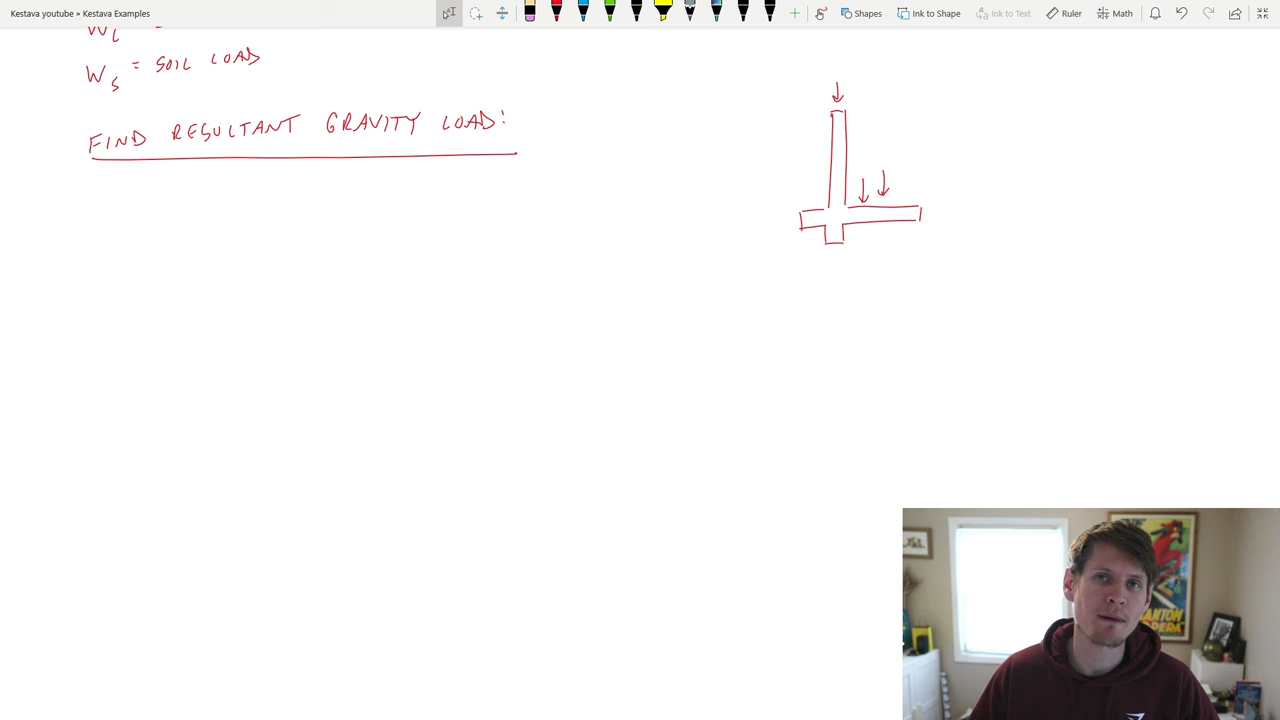 Kestava youtube » Kestava Examples
Shapes
Ink to Shape
Ink to Text
Ruler
Math
Ws = SOIL LOAD
FIND RESULTANT GRAVITY LOAD: